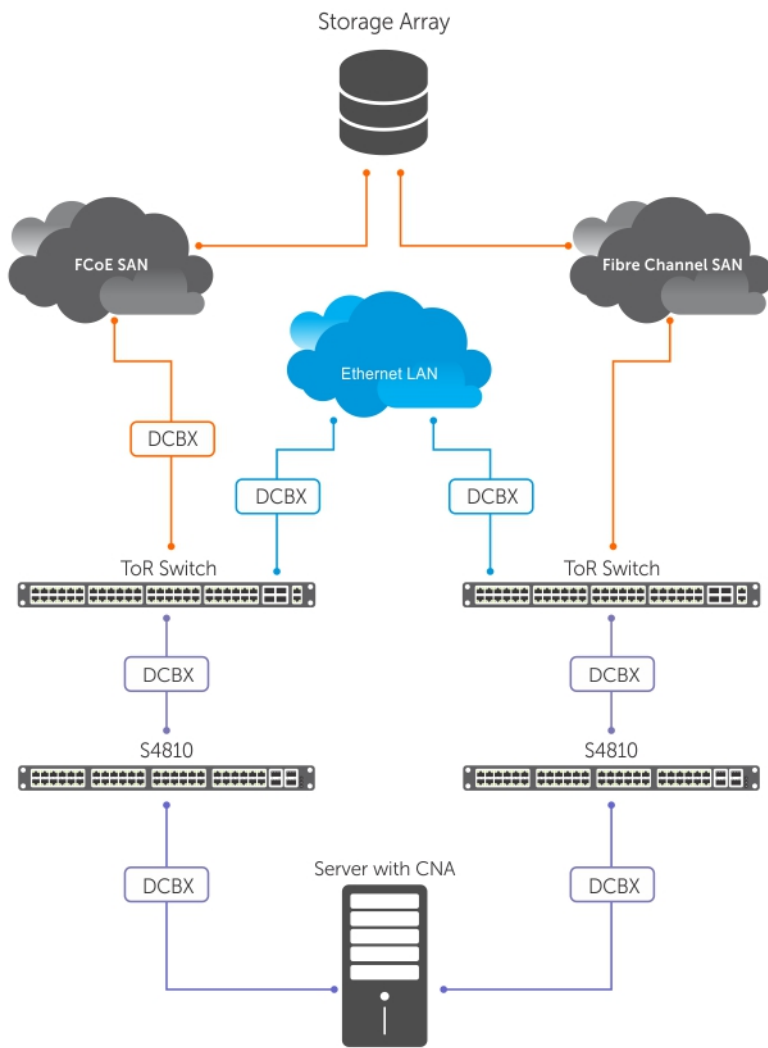 Storage Array
FCoE SAN
Fibre Channel SAN
Ethernet LAN
DCBX
DCBX
DCBX
ToR Switch
ToR Switch
DCBX
DCBX
S4810
S4810
Server with CNA
DCBX
DCBX